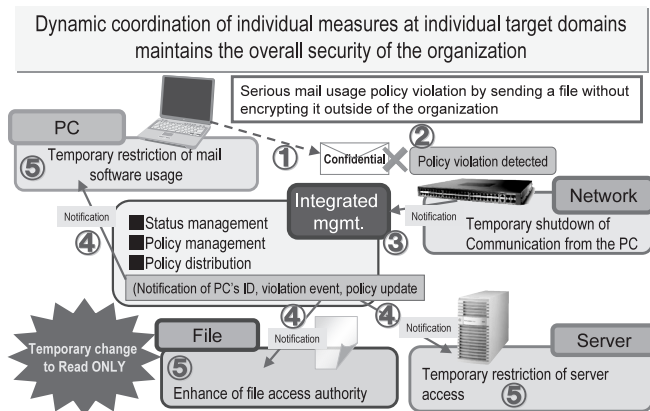 Dynamic coordination of individual measures at individual target domains
maintains the overall security of the organization
Serious mail usage policy violation by sending a file without
encrypting it outside of the organization
PC
⑤ Temporary restriction of mail
software usage
①
Confidential
②
Policy violation detected
Network
Notification
Temporary shutdown of
Communication from the PC
Integrated
mgmt.
③
Notification
④
■Status management
■Policy management
■Policy distribution
(Notification of PC's ID, violation event, policy update
④
④
Temporary change
to Read ONLY
File
Notification
⑤
Enhance of file access authority
Notification
Server
Temporary restriction of server
access ⑤